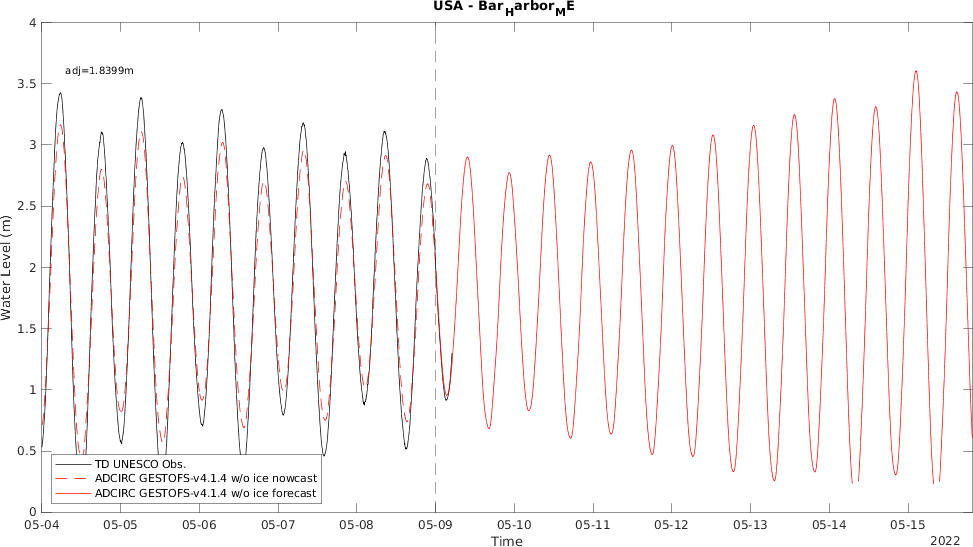 USA - Bar_Harbor_ME
4
adj=1.8399m
3.5
3
2.5
2
1.5
1
0.5
0
Water Level (m)
TD UNESCO Obs.
ADCIRC GESTOFS-v4.1.4 w/o ice nowcast
ADCIRC GESTOFS-v4.1.4 w/o ice forecast
05-04 05-05 05-06 05-07 05-08 05-09 05-10 05-11 05-12 05-13 05-14 05-15
Time
2022